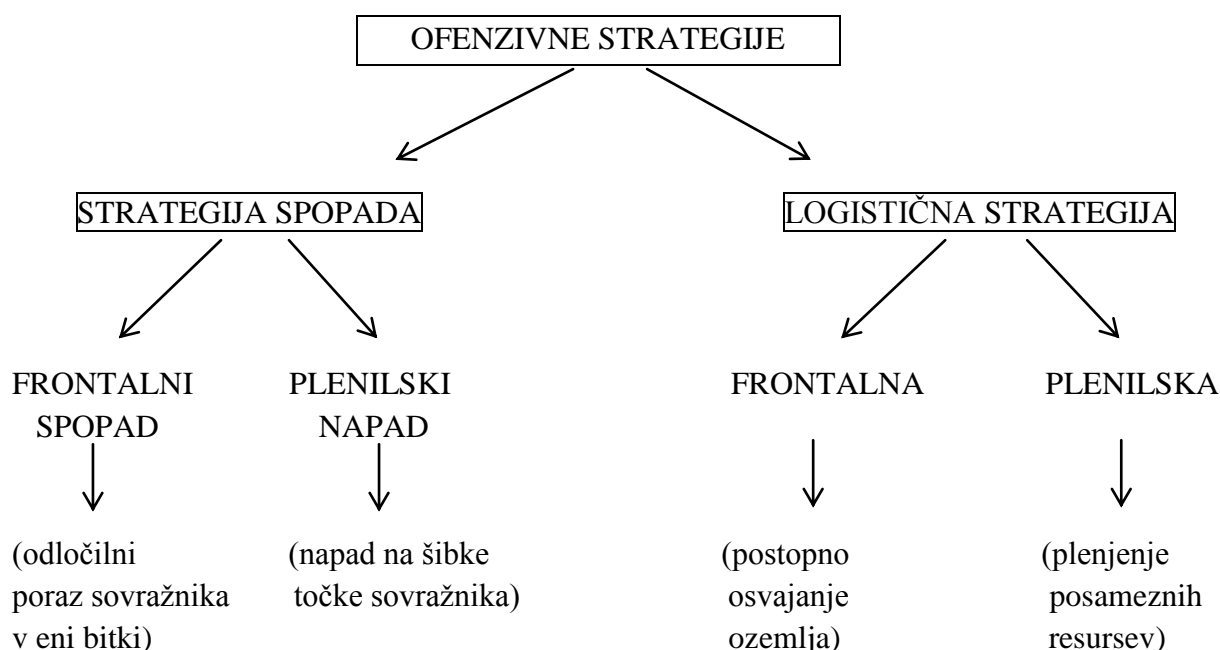 OFENZIVNE STRATEGIJE
STRATEGIJA SPOPADA
LOGISTIČNA STRATEGIJA
FRONTALNI
SPOPAD
PLENILSKI
NAPAD
FRONTALNA
PLENILSKA
(odločilni
poraz sovražnika
v eni bitki)
(napad na šibke
točke sovražnika)
(postopno
osvajanje
ozemlja)
(plenjenje
posameznih
resursev)